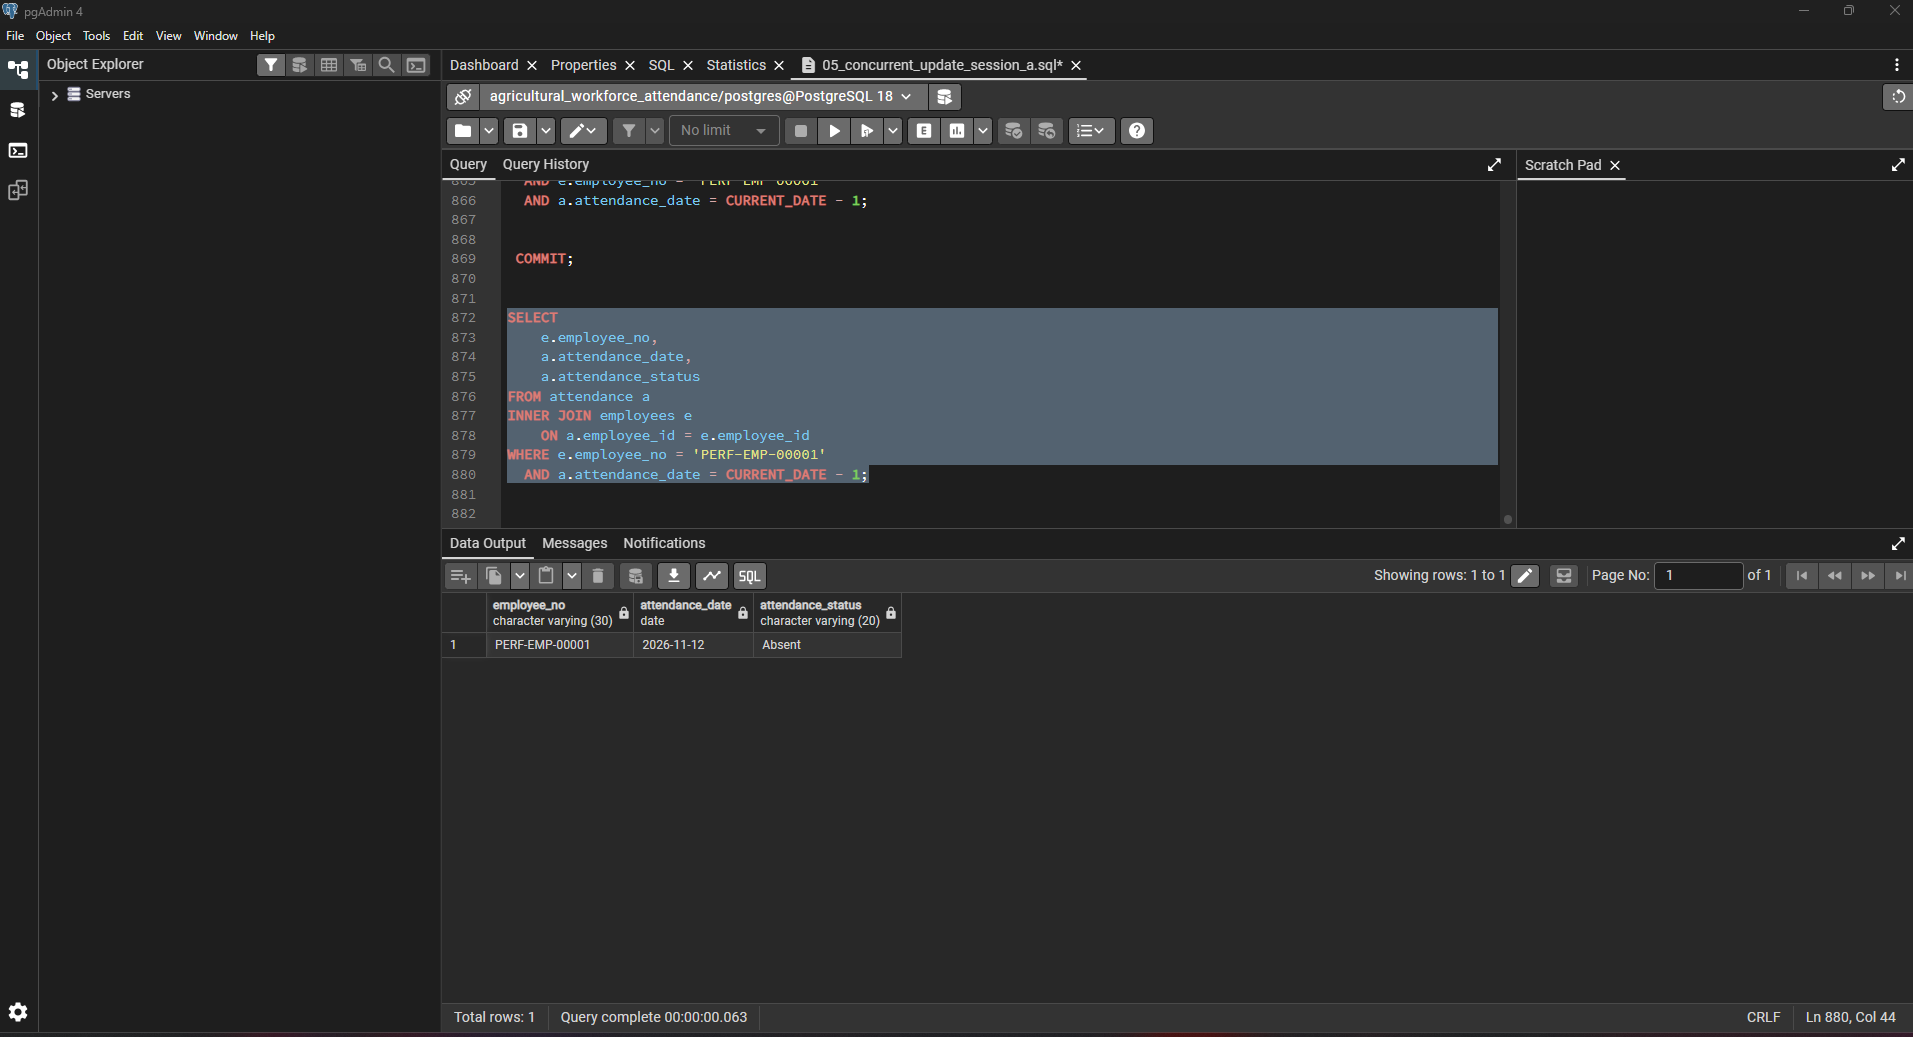 pgAdmin 4
File Object Tools Edit View Window Help
Object Explorer
Servers
Dashboard Properties SQL Statistics 05_concurrent_update_session_a.sql*
agricultural_workforce_attendance/postgres@PostgreSQL 18
No limit
E
Query Query History
Scratch Pad
865 AND e.employee_no = 'PERF-EMP-00001'
866 AND a.attendance_date = CURRENT_DATE - 1;
867
868
869 COMMIT;
870
871
872 SELECT
873 e.employee_no,
874 a.attendance_date,
875 a.attendance_status
876 FROM attendance a
877 INNER JOIN employees e
878 ON a.employee_id = e.employee_id
879 WHERE e.employee_no = 'PERF-EMP-00001'
880 AND a.attendance_date = CURRENT_DATE - 1;
881
882
Data Output Messages Notifications
SQL
Showing rows: 1 to 1
Page No: 1 of 1
employee_no attendance_date attendance_status
character varying (30) date character varying (20)
1 PERF-EMP-00001 2026-11-12 Absent
Total rows: 1 Query complete 00:00:00.063
CRLF Ln 880, Col 44